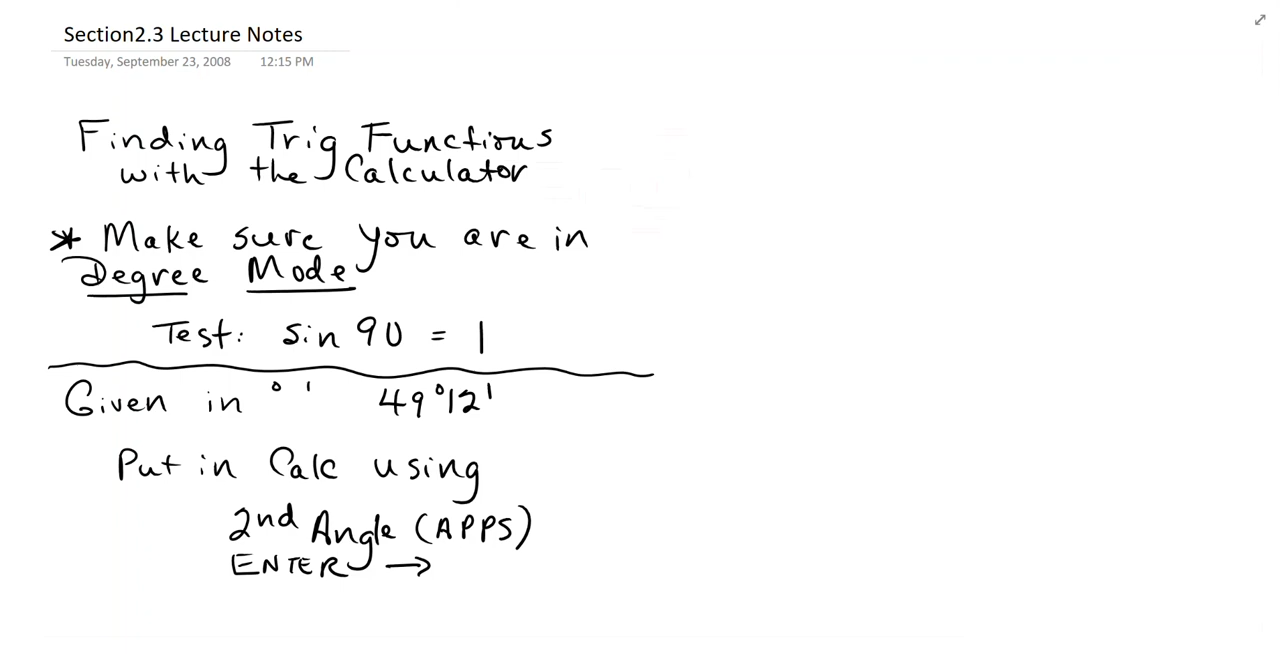 Section2.3 Lecture Notes
Tuesday, September 23, 2008 12:15 PM
Finding Trig Functions
with the Calculator
* Make sure you are in
Degree Mode
Test: sin 90 = 1
Given in ° ' 49°12'
Put in Calc using
2nd Angle (APPS)
ENTER →